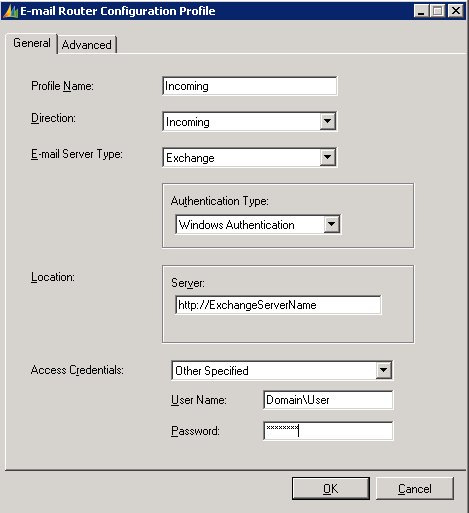 E-mail Router Configuration Profile
General Advanced
Profile Name: Incoming
Direction: Incoming
E-mail Server Type: Exchange
Authentication Type:
Windows Authentication
Location:
Server:
http://ExchangeServerName
Access Credentials: Other Specified
User Name: Domain\User
Password: ××××××××
OK Cancel